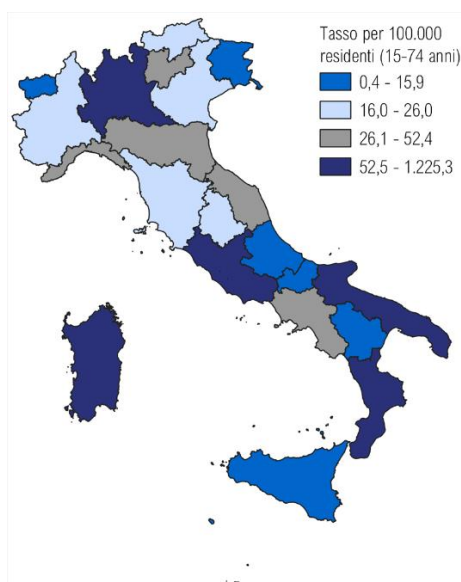 Tasso per 100.000
residenti (15-74 anni)
0,4 - 15,9
16,0 - 26,0
26,1 - 52,4
52,5 - 1.225,3